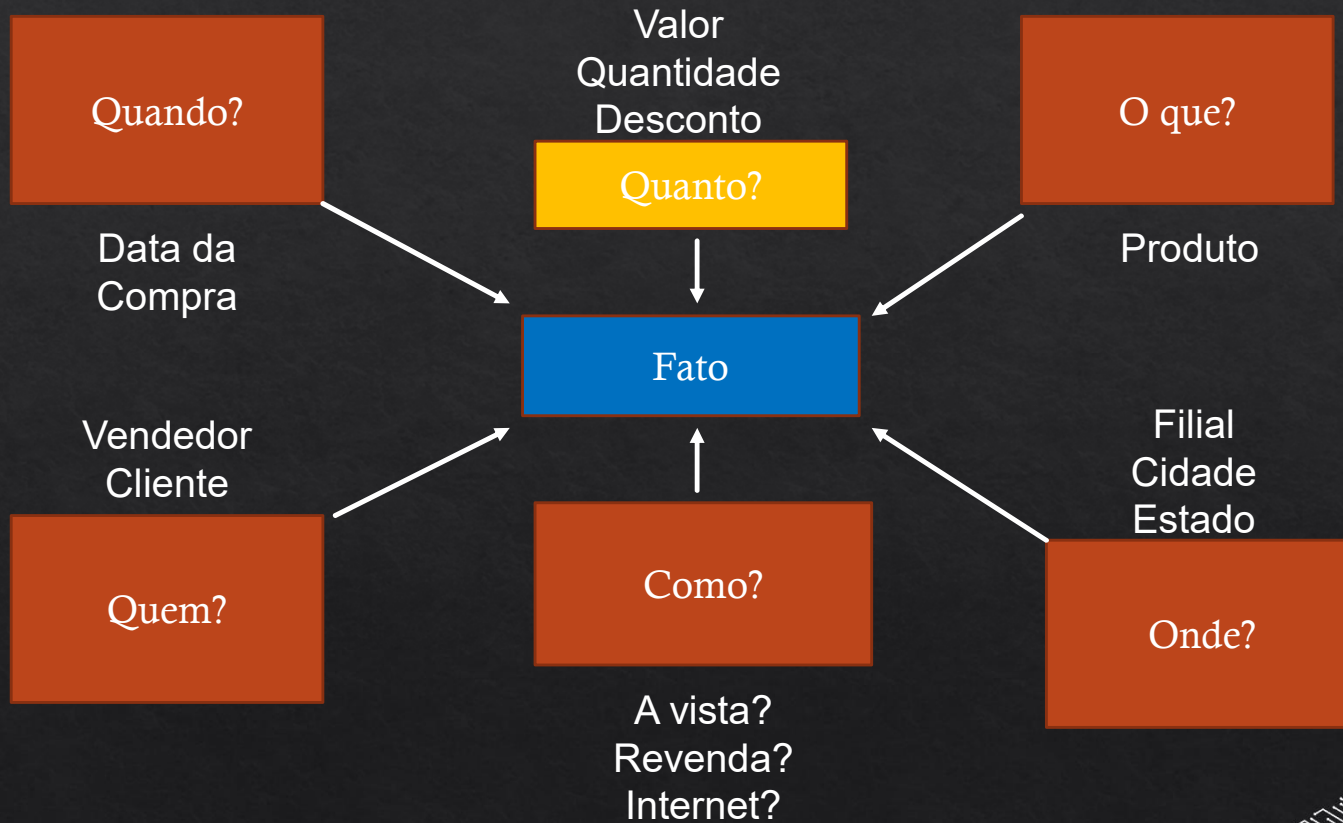 Quando?
Data da
Compra
Valor
Quantidade
Desconto
Quanto?
O que?
Produto
Fato
Vendedor
Cliente
Quem?
Como?
A vista?
Revenda?
Internet?
Filial
Cidade
Estado
Onde?